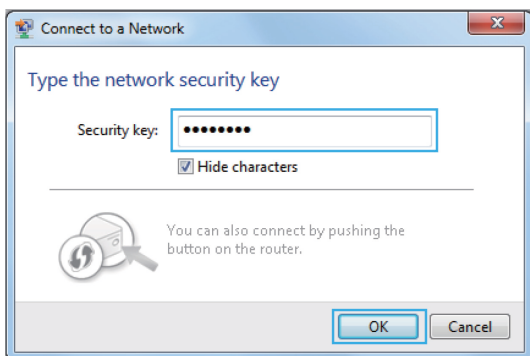 Connect to a Network
Type the network security key
Security key: ••••••••
Hide characters
You can also connect by pushing the
button on the router.
OK Cancel